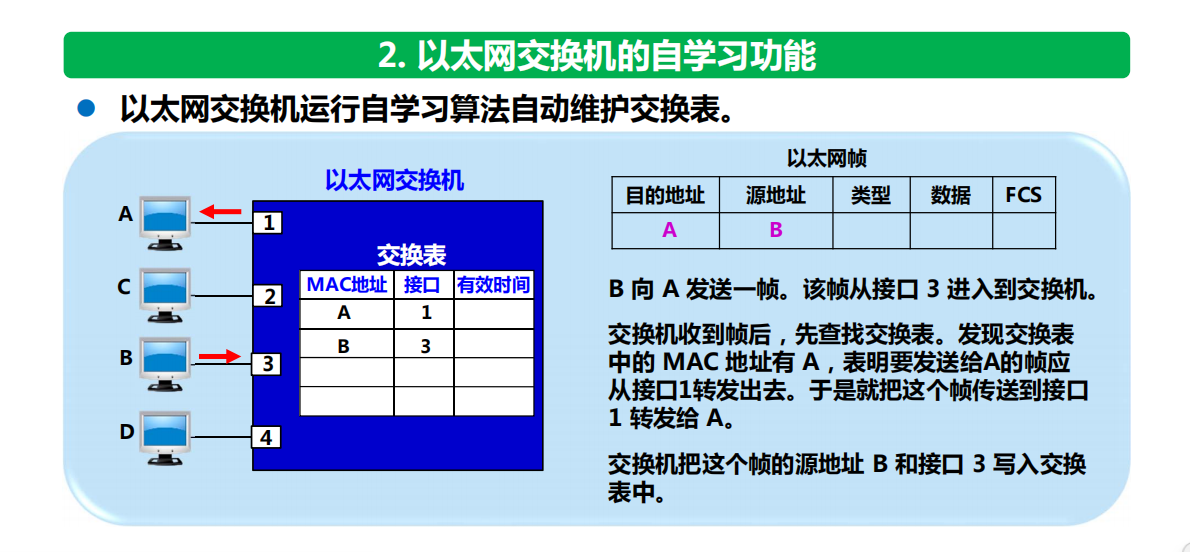 2. 以太网交换机的自学习功能
● 以太网交换机运行自学习算法自动维护交换表。
以太网交换机
A
1
C
2
B
3
D
4
交换表
MAC地址 接口 有效时间
A 1
B 3
以太网帧
目的地址 源地址 类型 数据 FCS
A B
B 向 A 发送一帧。该帧从接口 3 进入到交换机。
交换机收到帧后，先查找交换表。发现交换表
中的 MAC 地址有 A，表明要发送给A的帧应
从接口1转发出去。于是就把这个帧传送到接口
1 转发给 A。
交换机把这个帧的源地址 B 和接口 3 写入交换
表中。